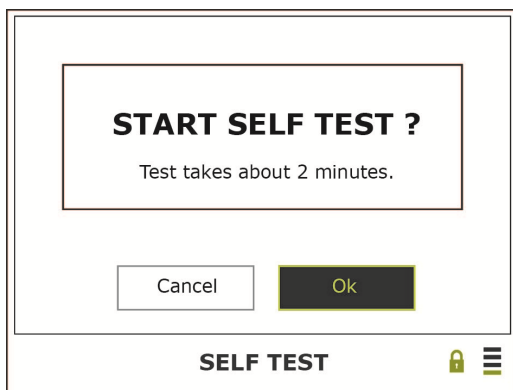 START SELF TEST ?
Test takes about 2 minutes.
Cancel
Ok
SELF TEST